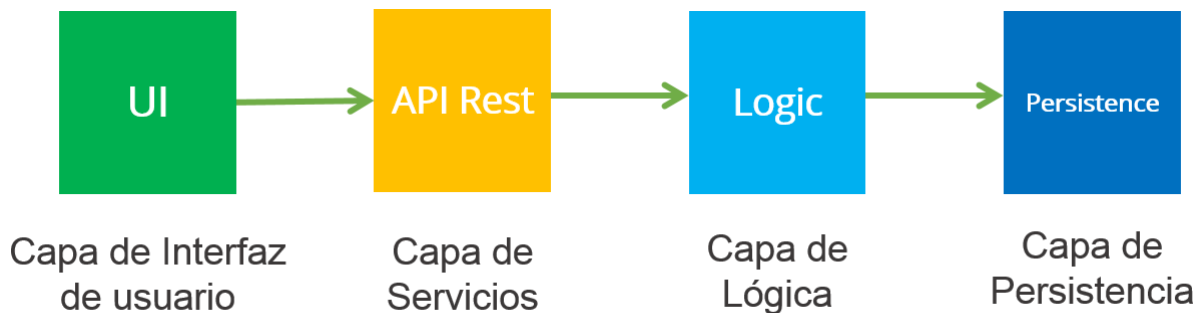 UI
API Rest
Logic
Persistence
Capa de Interfaz
de usuario
Capa de
Servicios
Capa de
Lógica
Capa de
Persistencia